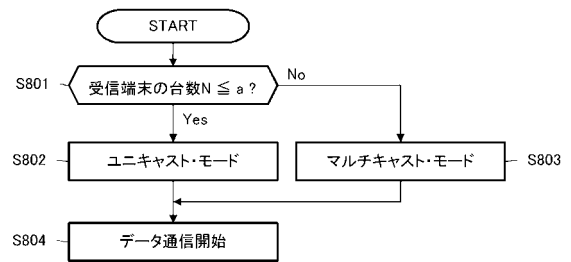 START
S801
受信端末の台数N ≦ a ?
No
Yes
S802
ユニキャスト・モード
マルチキャスト・モード
S803
S804
データ通信開始